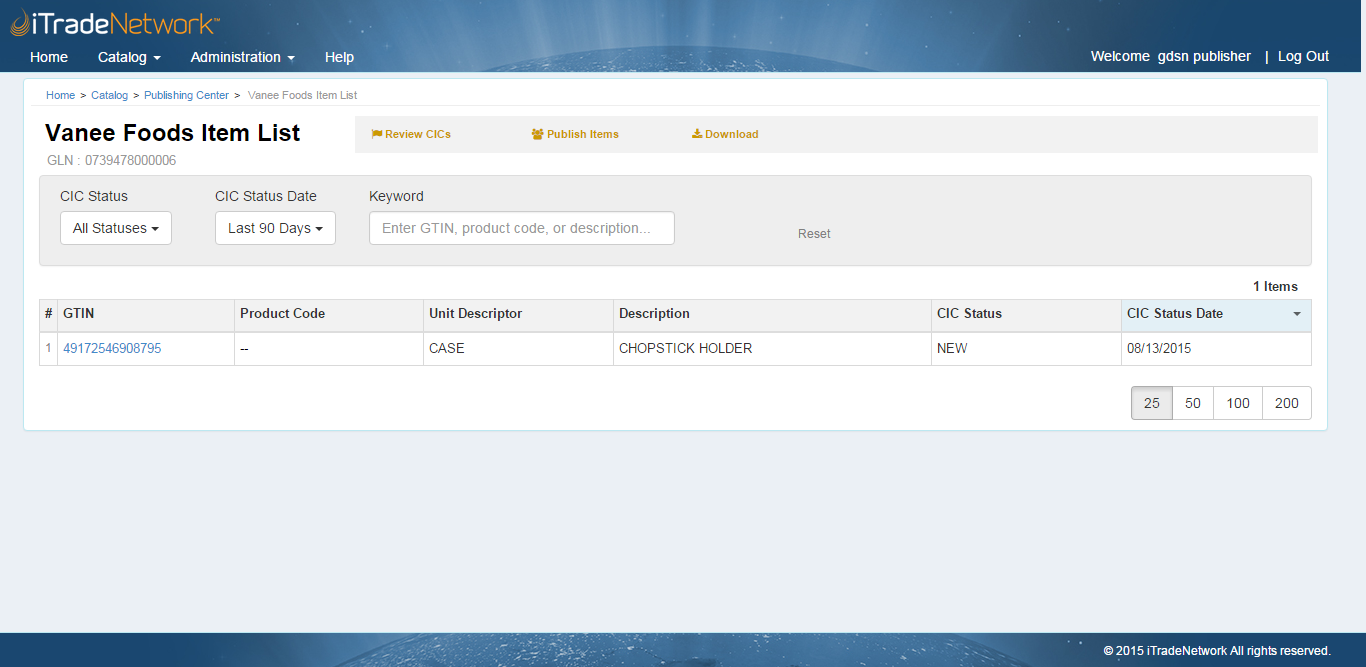 iTradeNetwork™
Home Catalog Administration Help Welcome gdsn publisher | Log Out
Home > Catalog > Publishing Center > Vanee Foods Item List
Vanee Foods Item List Review CICs Publish Items Download
GLN : 0739478000006
CIC Status CIC Status Date Keyword
All Statuses Last 90 Days Enter GTIN, product code, or description... Reset
1 Items
# GTIN Product Code Unit Descriptor Description CIC Status CIC Status Date
1 49172546908795 -- CASE CHOPSTICK HOLDER NEW 08/13/2015
25 50 100 200
© 2015 iTradeNetwork All rights reserved.